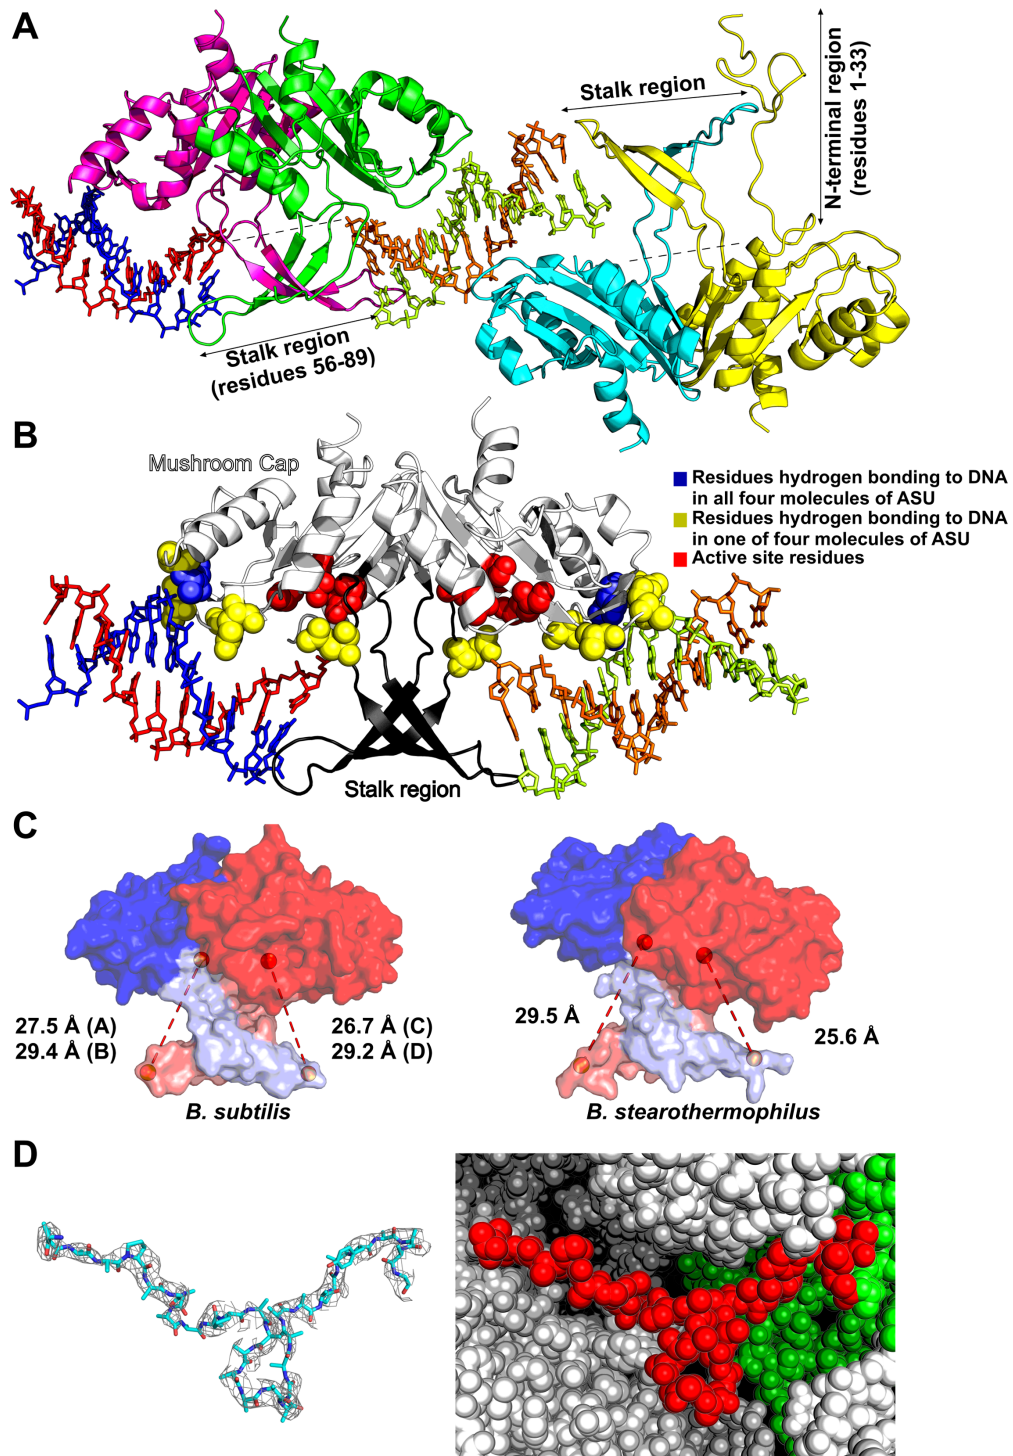 A
Stalk region
N-terminal region
(residues 1-33)
Stalk region
(residues 56-89)
B
Mushroom Cap
Residues hydrogen bonding to DNA
in all four molecules of ASU
Residues hydrogen bonding to DNA
in one of four molecules of ASU
Active site residues
Stalk region
C
27.5 Å (A)
29.4 Å (B)
26.7 Å (C)
29.2 Å (D)
B. subtilis
29.5 Å
25.6 Å
B. stearothermophilus
D